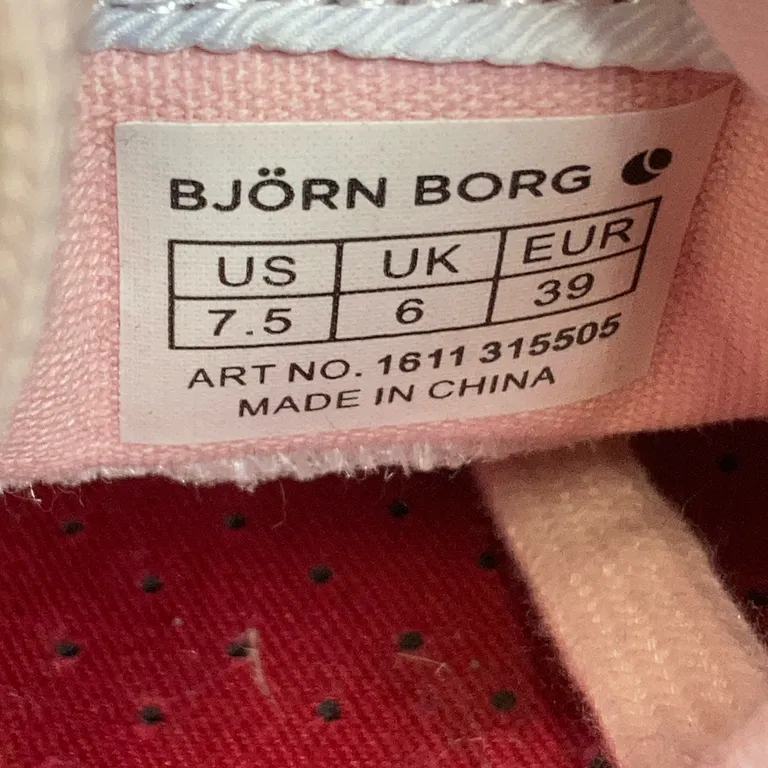 BJÖRN BORG
US UK EUR
7.5 6 39
ART NO. 1611 315505
MADE IN CHINA